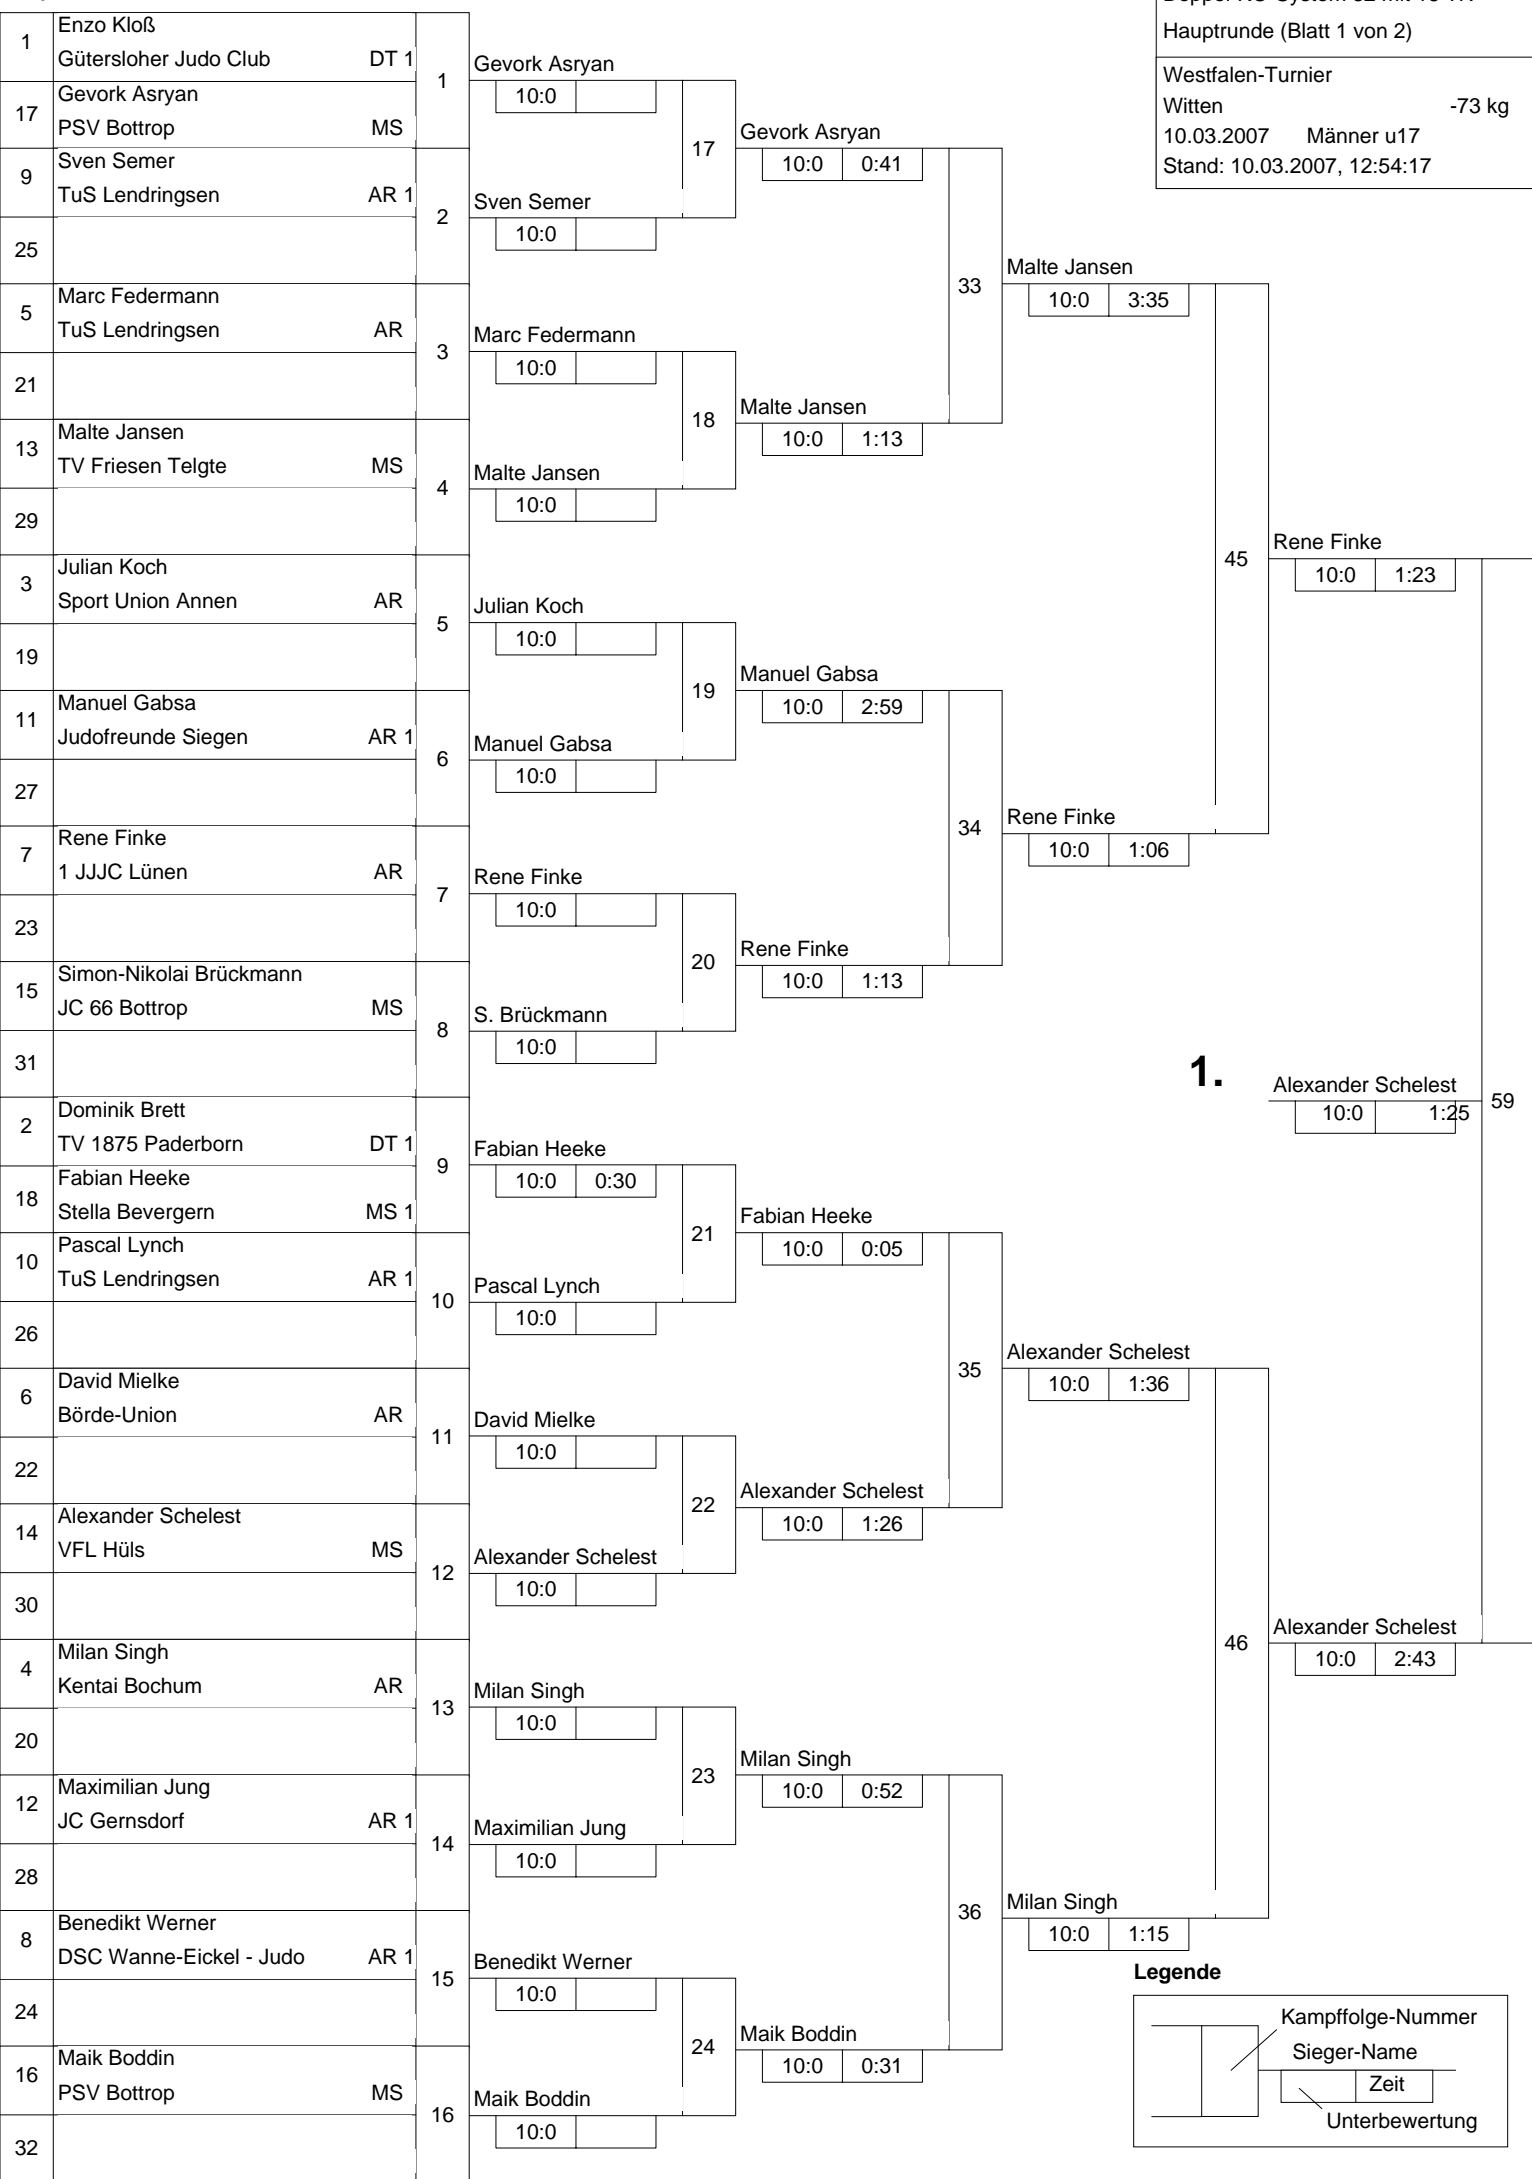 Hauptrunde (Blatt 1 von 2)
Westfalen-Turnier
Witten -73 kg
10.03.2007 Männer u17
Stand: 10.03.2007, 12:54:17
1 Enzo Kloß
Gütersloher Judo Club DT 1
17 Gevork Asryan
PSV Bottrop MS
9 Sven Semer
TuS Lendringsen AR 1
25
5 Marc Federmann
TuS Lendringsen AR
21
13 Malte Jansen
TV Friesen Telgte MS
29
3 Julian Koch
Sport Union Annen AR
19
11 Manuel Gabsa
Judofreunde Siegen AR 1
27
7 Rene Finke
1 JJJC Lünen AR
23
15 Simon-Nikolai Brückmann
JC 66 Bottrop MS
31
2 Dominik Brett
TV 1875 Paderborn DT 1
18 Fabian Heeke
Stella Bevergern MS 1
10 Pascal Lynch
TuS Lendringsen AR 1
26
6 David Mielke
Börde-Union AR
22
14 Alexander Schelest
VFL Hüls MS
30
4 Milan Singh
Kentai Bochum AR
20
12 Maximilian Jung
JC Gernsdorf AR 1
28
8 Benedikt Werner
DSC Wanne-Eickel - Judo AR 1
24
16 Maik Boddin
PSV Bottrop MS
32
1 Gevork Asryan
10:0
2 Sven Semer
10:0
3 Marc Federmann
10:0
4 Malte Jansen
10:0
5 Julian Koch
10:0
6 Manuel Gabsa
10:0
7 Rene Finke
10:0
8 S. Brückmann
10:0
9 Fabian Heeke
10:0 0:30
10 Pascal Lynch
10:0
11 David Mielke
10:0
12 Alexander Schelest
10:0
13 Milan Singh
10:0
14 Maximilian Jung
10:0
15 Benedikt Werner
10:0
16 Maik Boddin
10:0
17 Gevork Asryan
10:0 0:41
18 Malte Jansen
10:0 1:13
19 Manuel Gabsa
10:0 2:59
20 Rene Finke
10:0 1:13
21 Fabian Heeke
10:0 0:05
22 Alexander Schelest
10:0 1:26
23 Milan Singh
10:0 0:52
24 Maik Boddin
10:0 0:31
33 Malte Jansen
10:0 3:35
34 Rene Finke
10:0 1:06
35 Alexander Schelest
10:0 1:36
36 Milan Singh
10:0 1:15
45 Rene Finke
10:0 1:23
46 Alexander Schelest
10:0 2:43
1. Alexander Schelest 59
10:0 1:25
Legende
Kampffolge-Nummer
Sieger-Name
Zeit
Unterbewertung